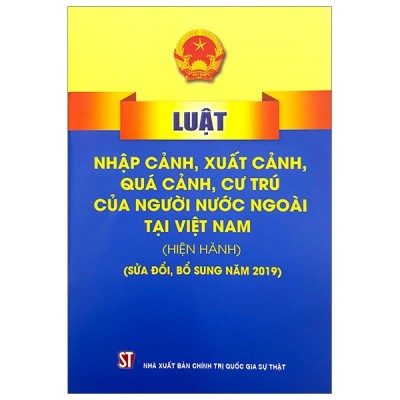 LUẬT
NHẬP CẢNH, XUẤT CẢNH,
QUÁ CẢNH, CƯ TRÚ
CỦA NGƯỜI NƯỚC NGOÀI
TẠI VIỆT NAM
(HIỆN HÀNH)
(SỬA ĐỔI, BỔ SUNG NĂM 2019)
ST
NHÀ XUẤT BẢN CHÍNH TRỊ QUỐC GIA SỰ THẬT